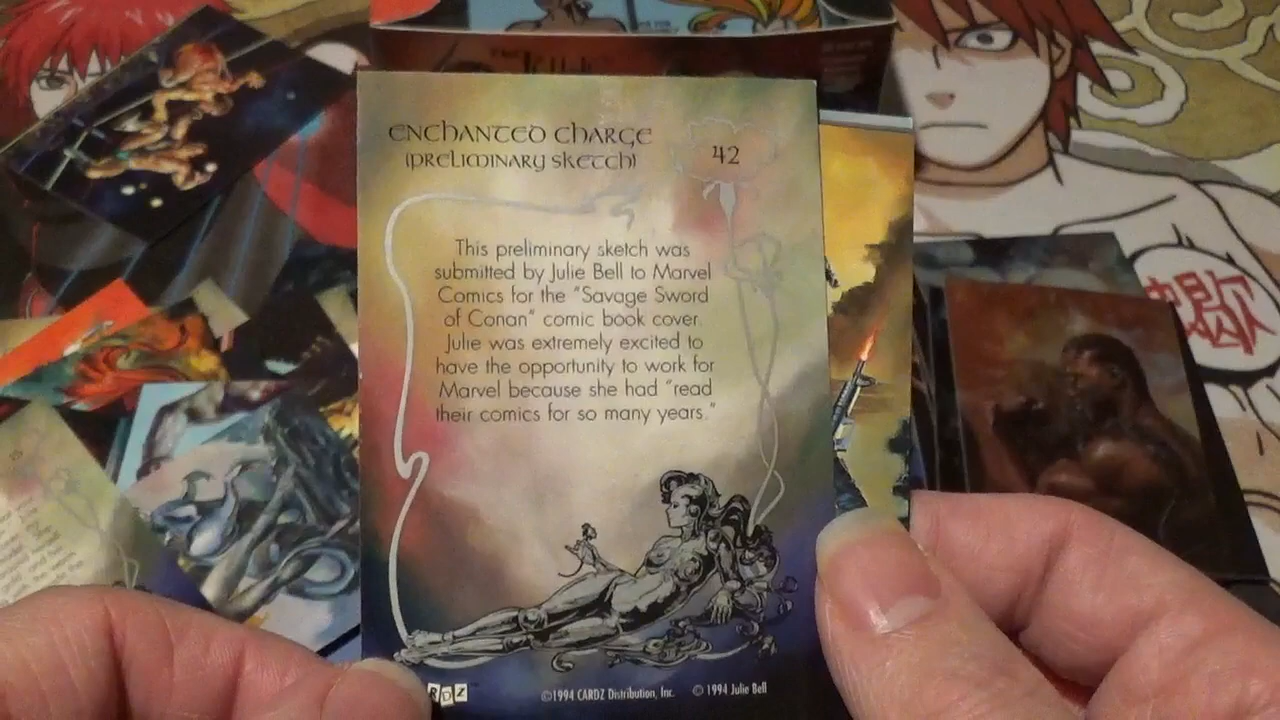 ENCHANTED CHARGE
(PRELIMINARY SKETCH)
42
This preliminary sketch was
submitted by Julie Bell to Marvel
Comics for the "Savage Sword
of Conan" comic book cover.
Julie was extremely excited to
have the opportunity to work for
Marvel because she had "read
their comics for so many years."
RDZ
©1994 CARDZ Distribution, Inc.
© 1994 Julie Bell